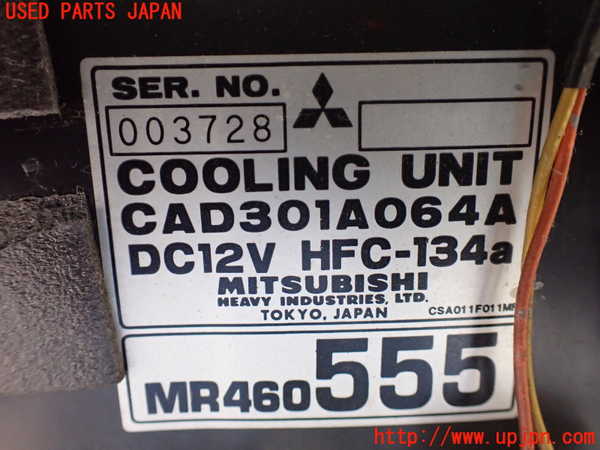 USED PARTS JAPAN
SER. NO.
003728
COOLING UNIT
CAD301A064A
DC12V HFC-134a
MITSUBISHI
HEAVY INDUSTRIES, LTD.
TOKYO, JAPAN
CSA011F011MF
MR460555
http://www.upjpn.com/